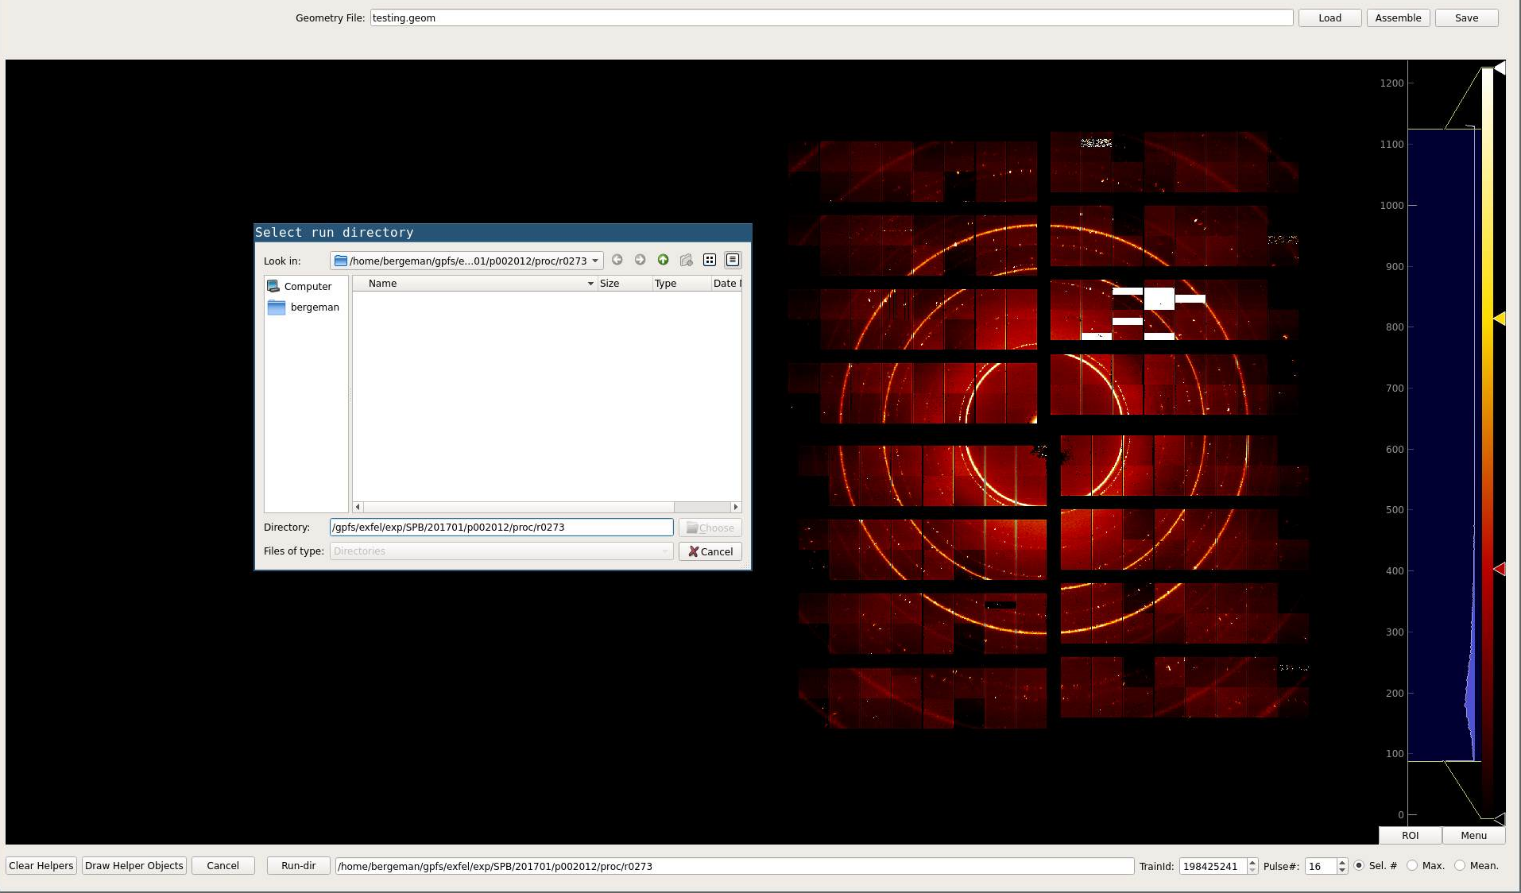 Geometry File: testing.geom Load Assemble Save
1200
1100
1000
900
800
700
600
500
400
300
200
100
0
Select run directory
Look in: /home/bergeman/gpfs/e...01/p002012/proc/r0273
Computer
bergeman
Name Size Type Date
Directory: /gpfs/exfel/exp/SPB/201701/p002012/proc/r0273 Choose
Files of type: Directories Cancel
ROI Menu
Clear Helpers Draw Helper Objects Cancel Run-dir /home/bergeman/gpfs/exfel/exp/SPB/201701/p002012/proc/r0273 TrainId: 198425241 Pulse#: 16 Sel. # Max. Mean.